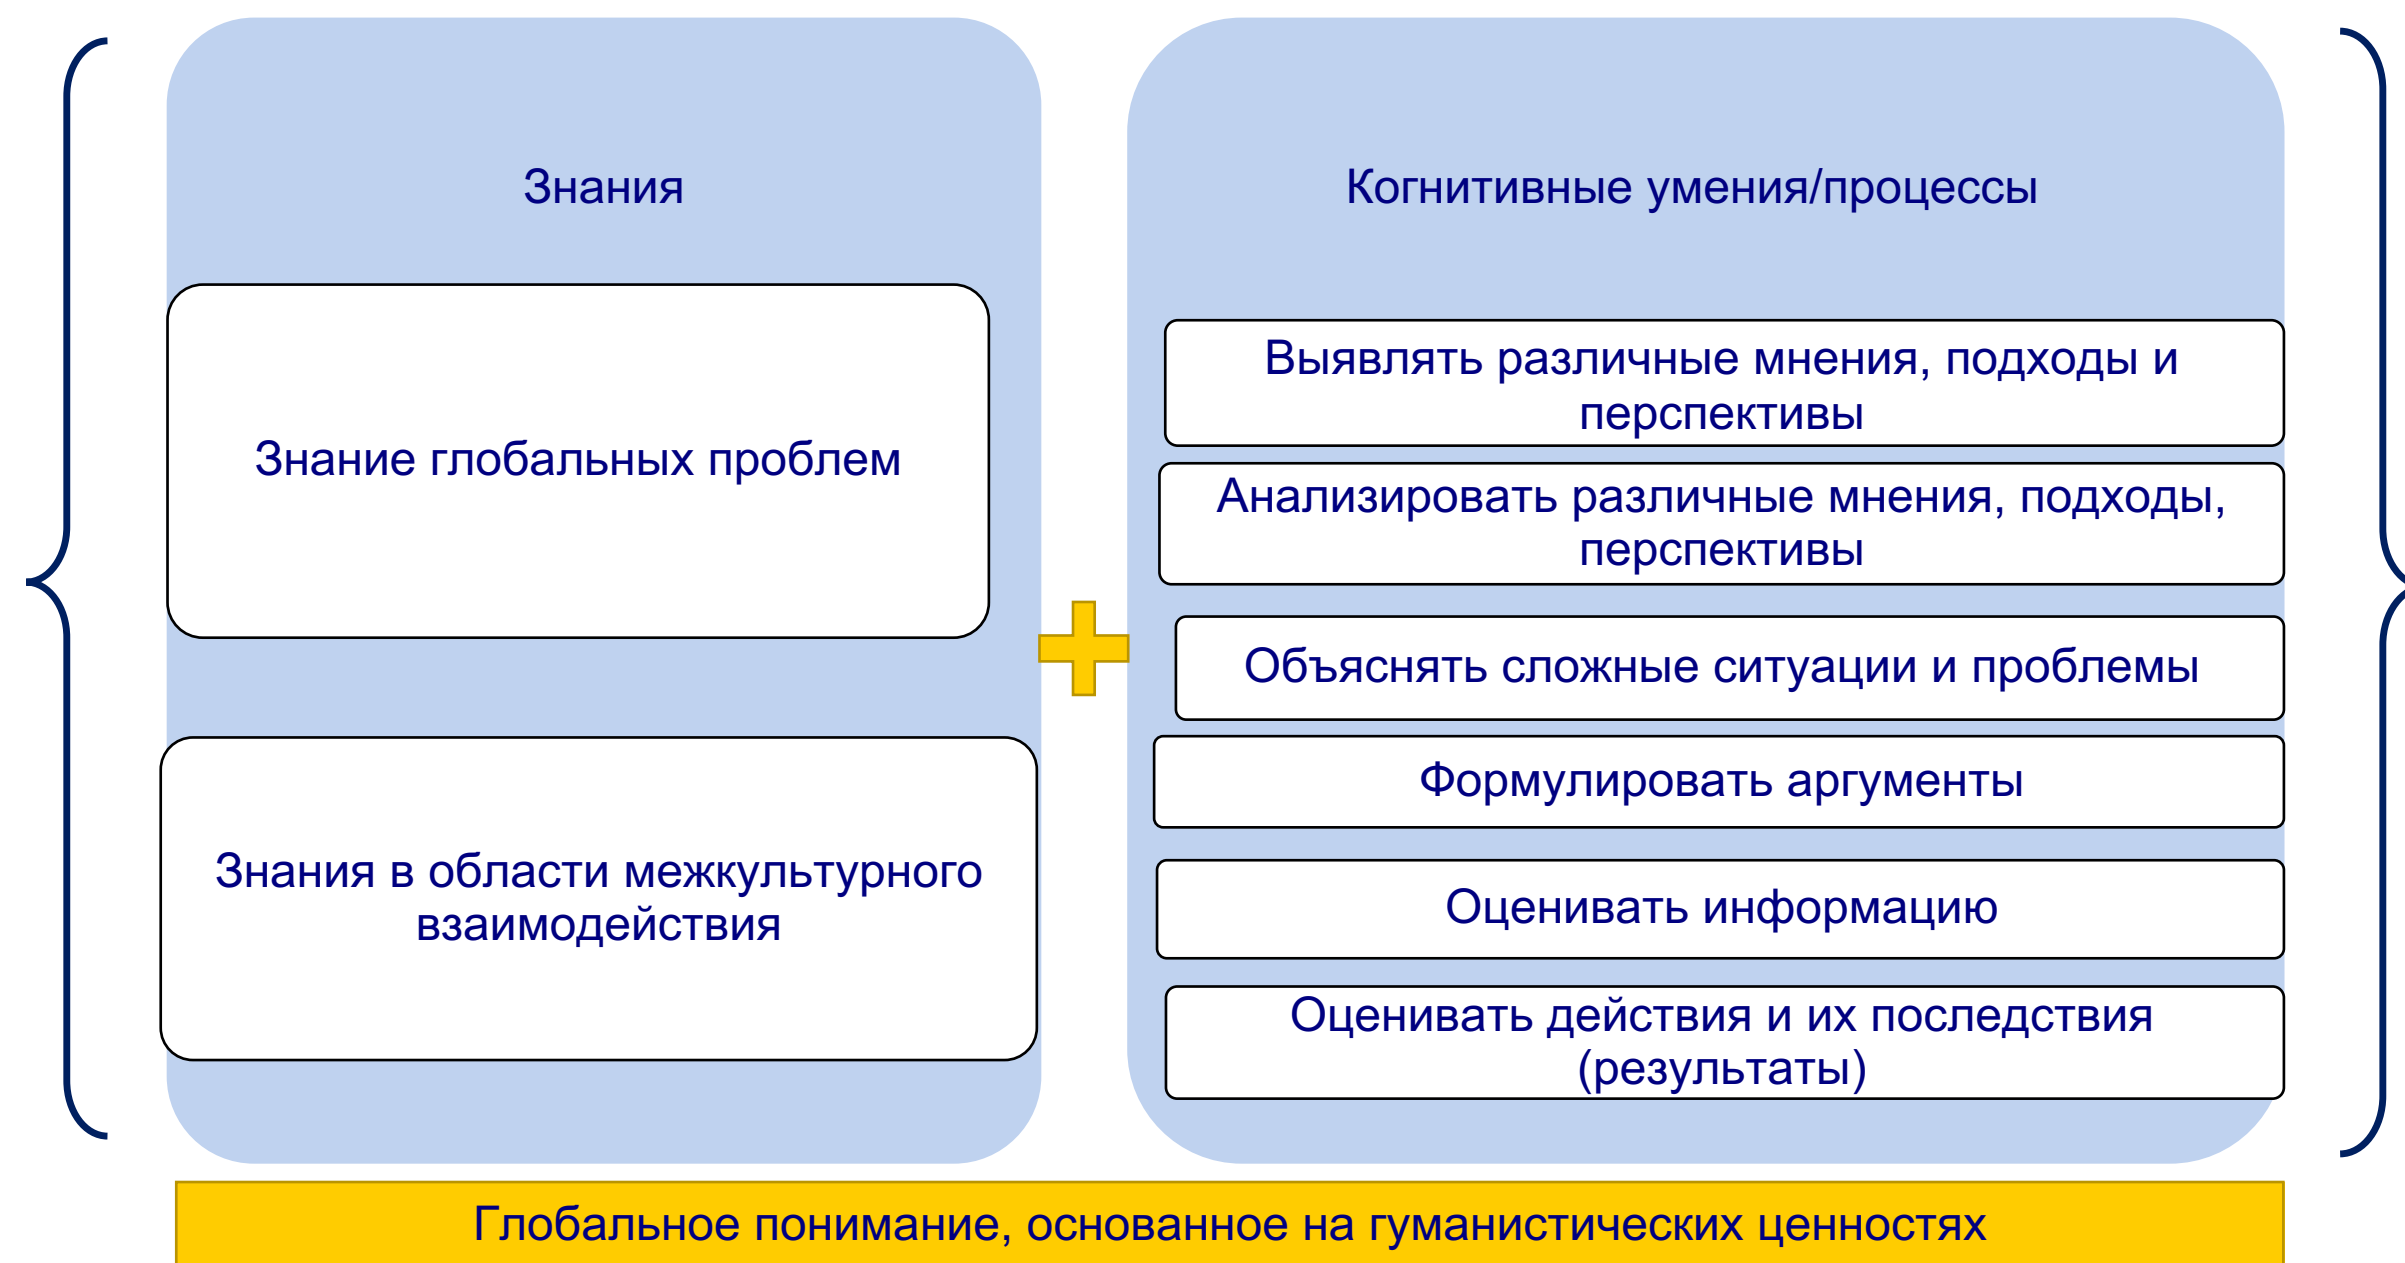 Знания
Знание глобальных проблем
Знания в области межкультурного
взаимодействия
Когнитивные умения/процессы
Выявлять различные мнения, подходы и
перспективы
Анализировать различные мнения, подходы,
перспективы
Объяснять сложные ситуации и проблемы
Формулировать аргументы
Оценивать информацию
Оценивать действия и их последствия
(результаты)
Глобальное понимание, основанное на гуманистических ценностях